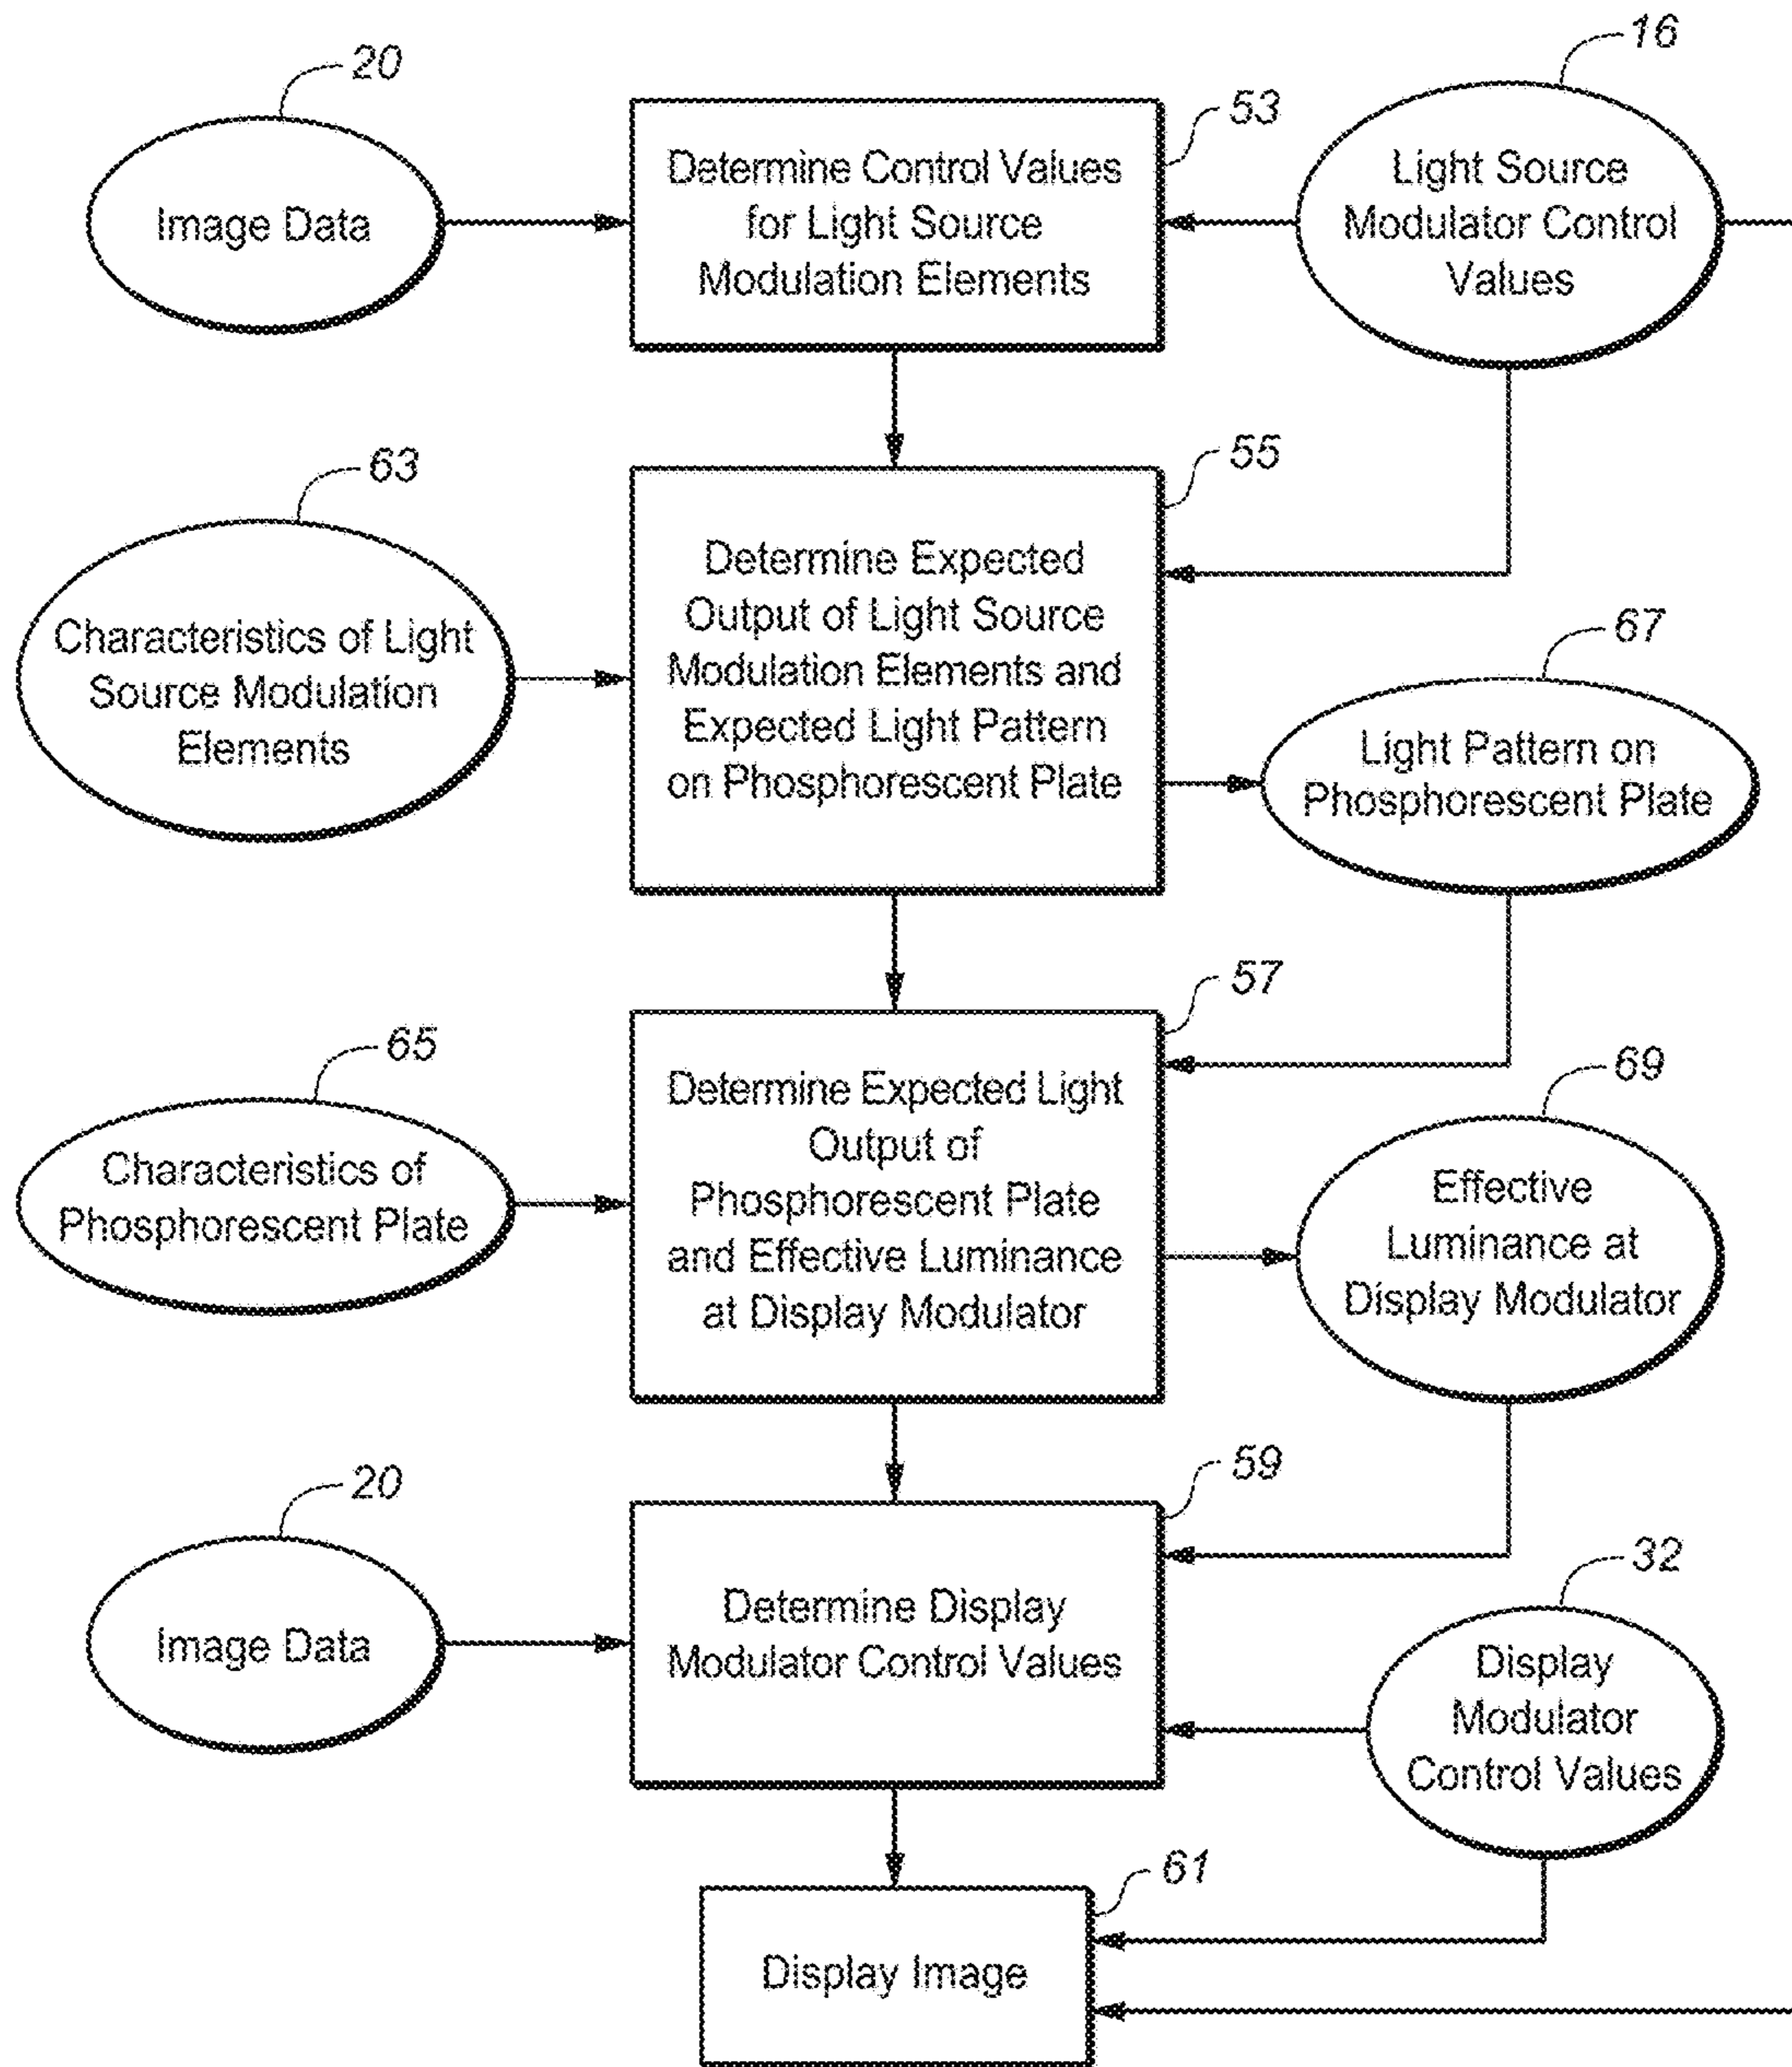 20
16
53
Image Data
Determine Control Values
for Light Source
Modulation Elements
Light Source
Modulator Control
Values
63
55
Characteristics of Light
Source Modulation
Elements
Determine Expected
Output of Light Source
Modulation Elements and
Expected Light Pattern
on Phosphorescent Plate
67
Light Pattern on
Phosphorescent Plate
65
57
Characteristics of
Phosphorescent Plate
Determine Expected Light
Output of
Phosphorescent Plate
and Effective Luminance
at Display Modulator
69
Effective
Luminance at
Display Modulator
20
59
Image Data
Determine Display
Modulator Control Values
32
Display
Modulator
Control Values
61
Display Image